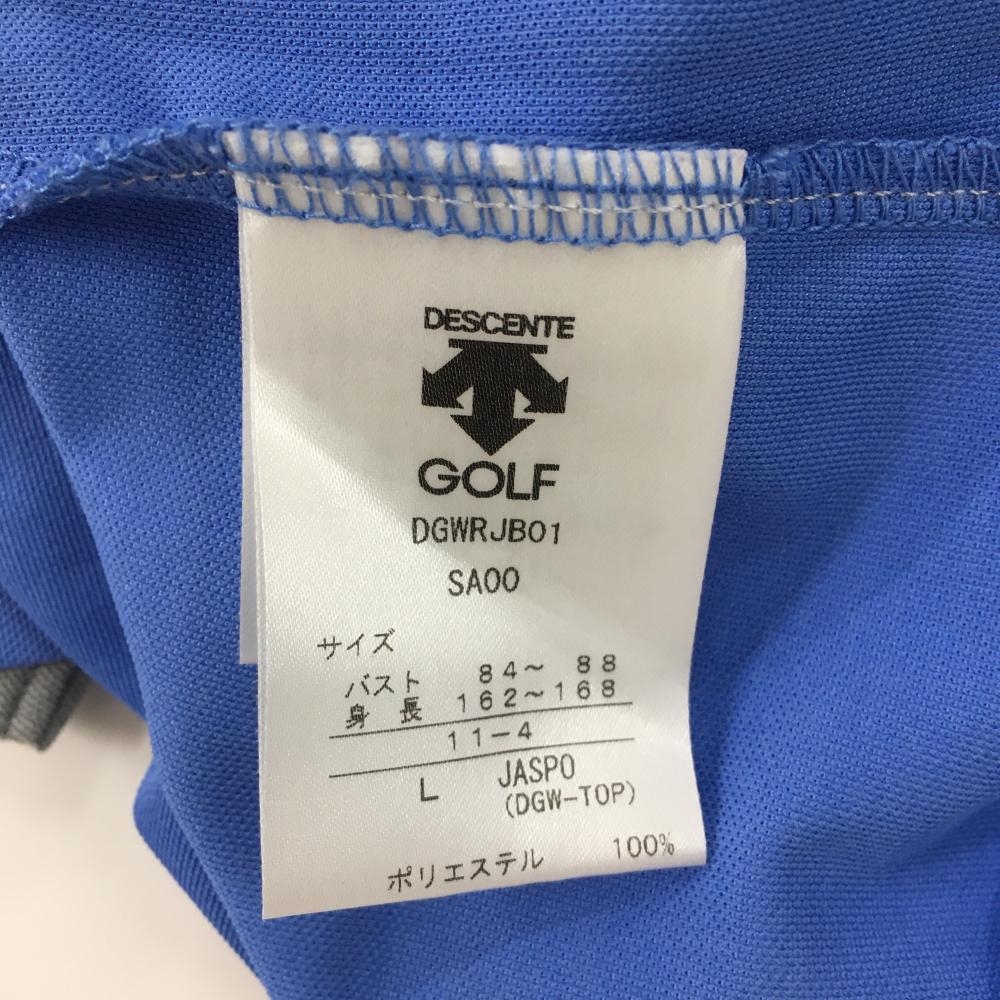 DESCENTE
GOLF
DGWRJB01
SA00
サイズ
バスト 84～ 88
身 長 162～168
11-4
L JASPO
(DGW-TOP)
ポリエステル 100%